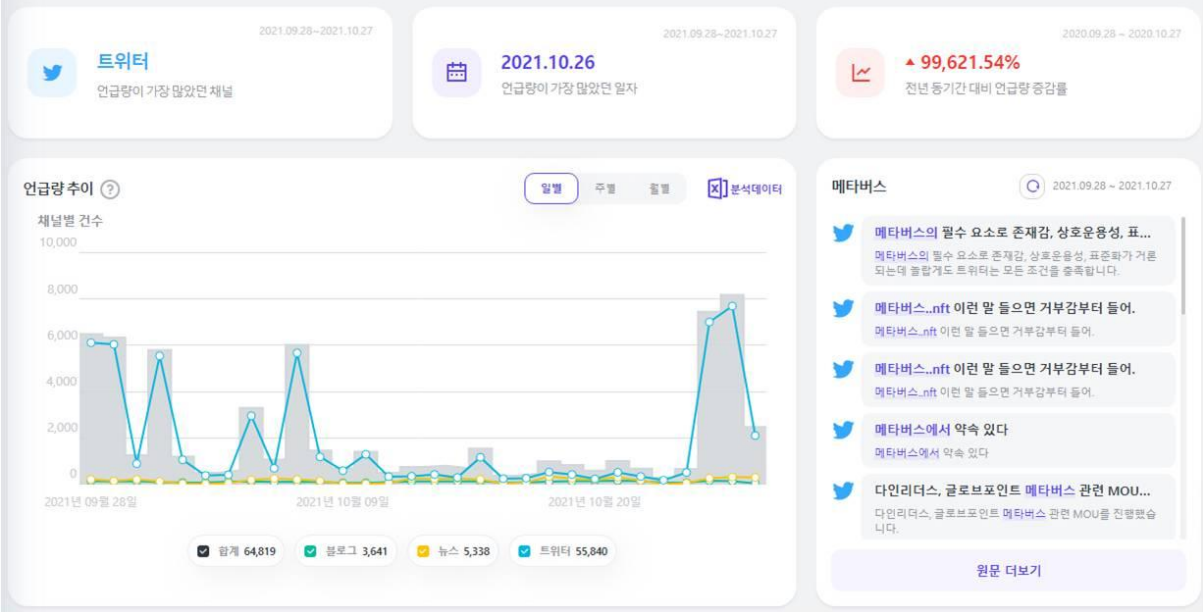 2021.09.28~2021.10.27
트위터
언급량이 가장 많았던 채널
2021.09.28~2021.10.27
2021.10.26
언급량이 가장 많았던 일자
2020.09.28 ~ 2020.10.27
▲ 99,621.54%
전년 동기간 대비 언급량 증감률
언급량 추이 ?
일별 주별 월별 분석데이터
채널별 건수
10,000
8,000
6,000
4,000
2,000
0
2021년 09월 28일 2021년 10월 09일 2021년 10월 20일
합계 64,819 블로그 3,641 뉴스 5,338 트위터 55,840
메타버스 2021.09.28 ~ 2021.10.27
메타버스의 필수 요소로 존재감, 상호운용성, 표...
메타버스의 필수 요소로 존재감, 상호운용성, 표준화가 거론
되는데 놀랍게도 트위터는 모든 조건을 충족합니다.
메타버스..nft 이런 말 들으면 거부감부터 들어.
메타버스..nft 이런 말 들으면 거부감부터 들어.
메타버스..nft 이런 말 들으면 거부감부터 들어.
메타버스..nft 이런 말 들으면 거부감부터 들어.
메타버스에서 약속 있다
메타버스에서 약속 있다
다인리더스, 글로브포인트 메타버스 관련 MOU...
다인리더스, 글로브포인트 메타버스 관련 MOU를 진행했습
니다.
원문 더보기